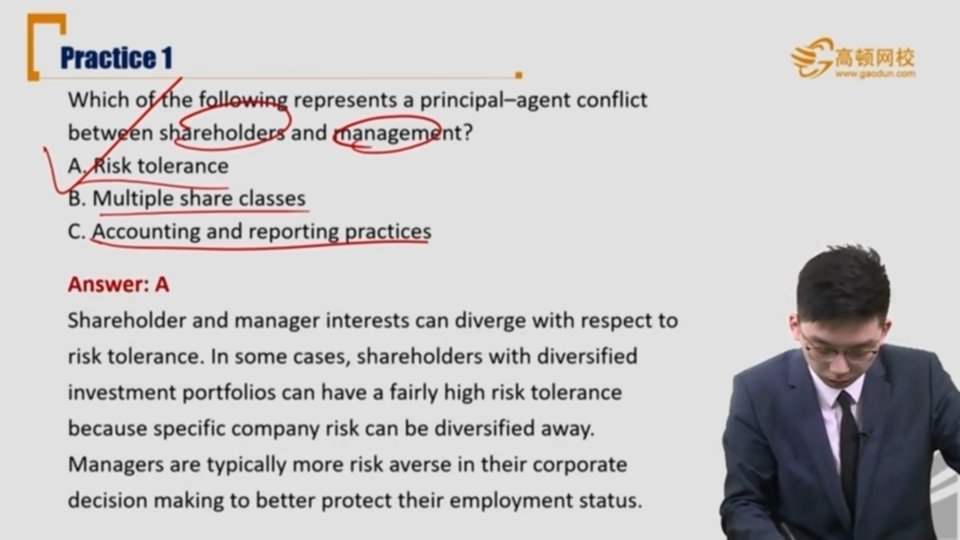 Practice 1
高顿网校
www.gaodun.com
Which of the following represents a principal–agent conflict
between shareholders and management?
A. Risk tolerance
B. Multiple share classes
C. Accounting and reporting practices
Answer: A
Shareholder and manager interests can diverge with respect to
risk tolerance. In some cases, shareholders with diversified
investment portfolios can have a fairly high risk tolerance
because specific company risk can be diversified away.
Managers are typically more risk averse in their corporate
decision making to better protect their employment status.